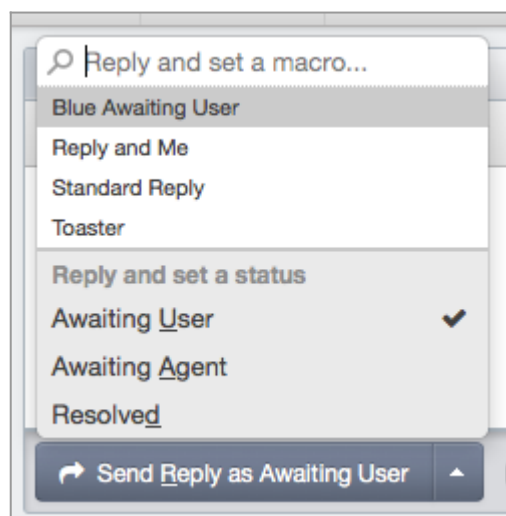 Reply and set a macro...
Blue Awaiting User
Reply and Me
Standard Reply
Toaster
Reply and set a status
Awaiting User
Awaiting Agent
Resolved
Send Reply as Awaiting User